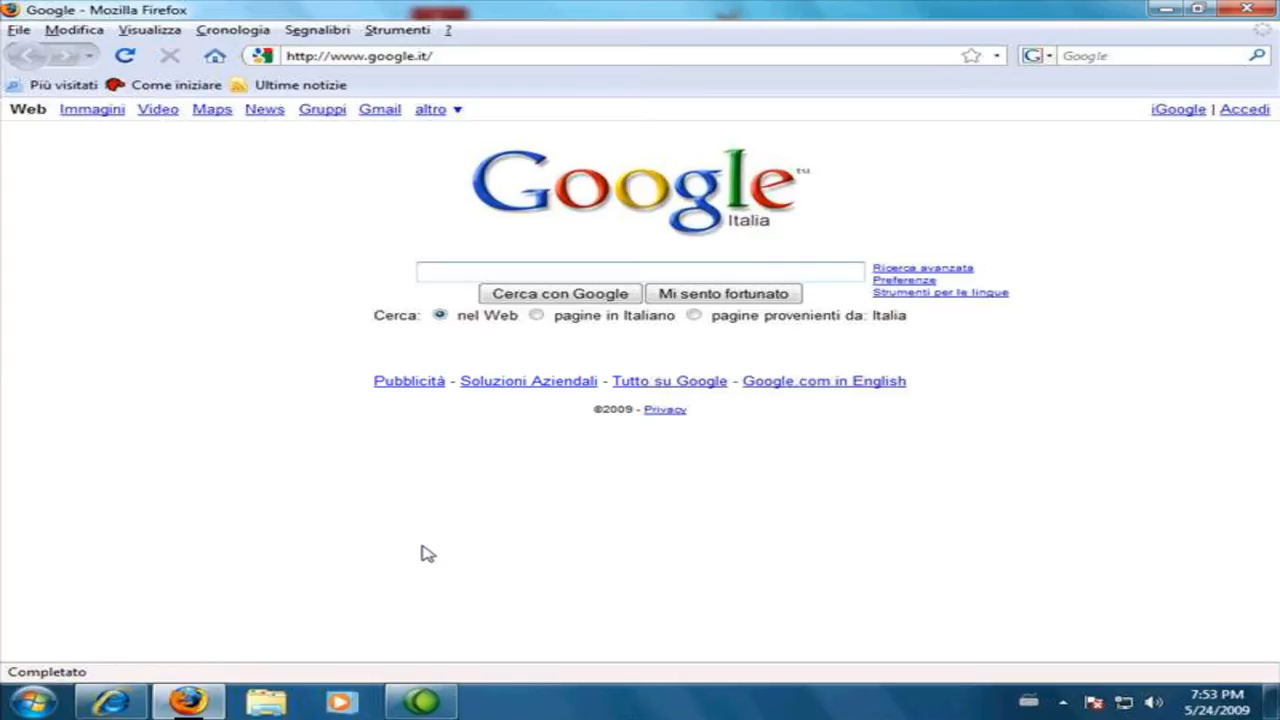 Google - Mozilla Firefox
File Modifica Visualizza Cronologia Segnalibri Strumenti ?
http://www.google.it/ Google
Più visitati Come iniziare Ultime notizie
Web Immagini Video Maps News Gruppi Gmail altro ▼ iGoogle | Accedi
Google™
Italia
Ricerca avanzata
Preferenze
Strumenti per le lingue
Cerca con Google Mi sento fortunato
Cerca: nel Web pagine in Italiano pagine provenienti da: Italia
Pubblicità - Soluzioni Aziendali - Tutto su Google - Google.com in English
©2009 - Privacy
Completato
7:53 PM
5/24/2009